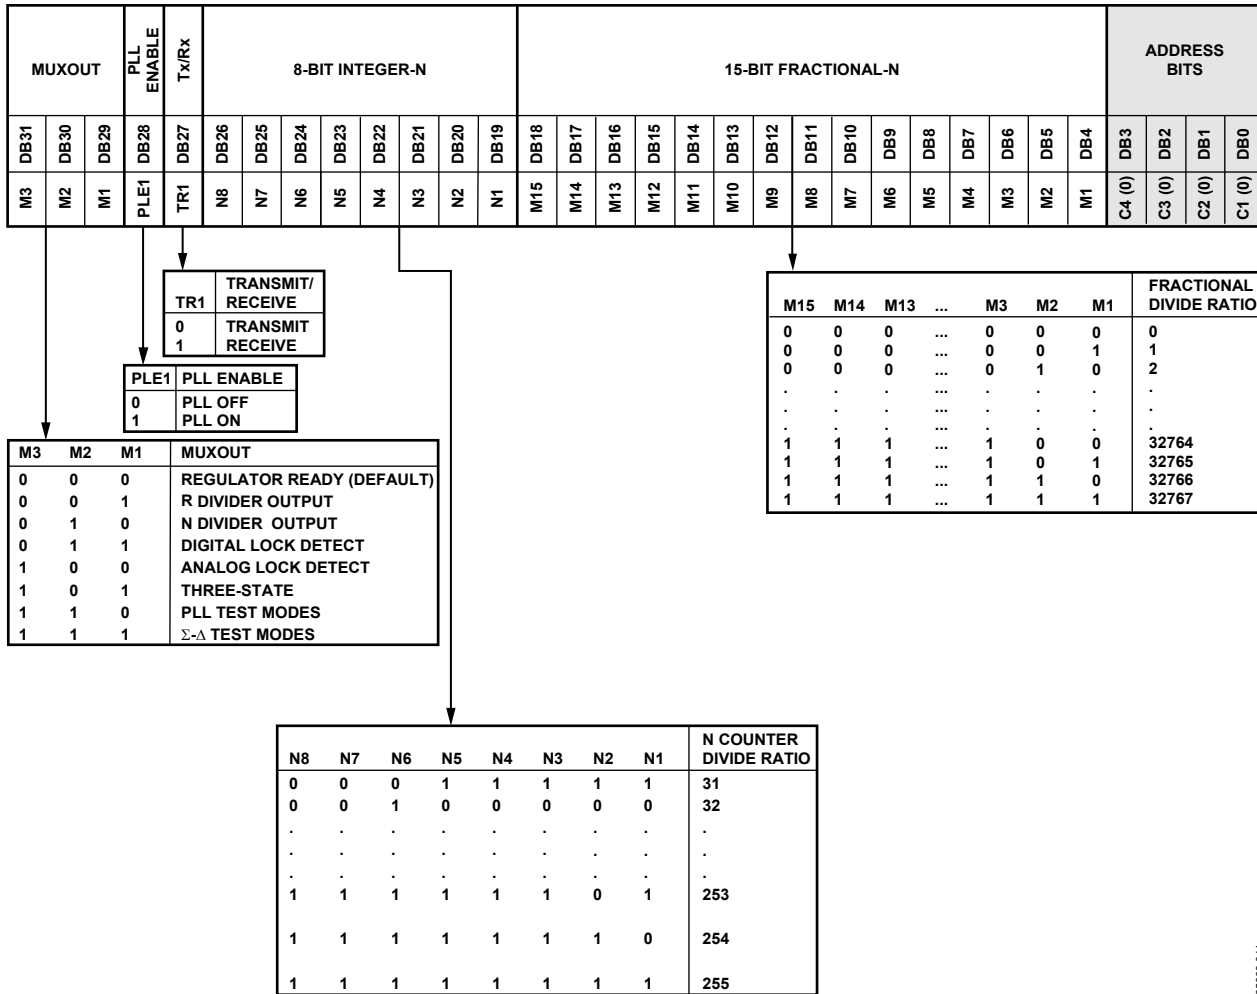 MUXOUT PLL ENABLE Tx/Rx 8-BIT INTEGER-N 15-BIT FRACTIONAL-N ADDRESS BITS
DB31 DB30 DB29 DB28 DB27 DB26 DB25 DB24 DB23 DB22 DB21 DB20 DB19 DB18 DB17 DB16 DB15 DB14 DB13 DB12 DB11 DB10 DB9 DB8 DB7 DB6 DB5 DB4 DB3 DB2 DB1 DB0
M3 M2 M1 PLE1 TR1 N8 N7 N6 N5 N4 N3 N2 N1 M15 M14 M13 M12 M11 M10 M9 M8 M7 M6 M5 M4 M3 M2 M1 C4 (0) C3 (0) C2 (0) C1 (0)
TR1 TRANSMIT/ RECEIVE
0 TRANSMIT
1 RECEIVE
PLE1 PLL ENABLE
0 PLL OFF
1 PLL ON
M3 M2 M1 MUXOUT
0 0 0 REGULATOR READY (DEFAULT)
0 0 1 R DIVIDER OUTPUT
0 1 0 N DIVIDER OUTPUT
0 1 1 DIGITAL LOCK DETECT
1 0 0 ANALOG LOCK DETECT
1 0 1 THREE-STATE
1 1 0 PLL TEST MODES
1 1 1 Σ-Δ TEST MODES
M15 M14 M13 ... M3 M2 M1 FRACTIONAL DIVIDE RATIO
0 0 0 ... 0 0 0 0
0 0 0 ... 0 0 1 1
0 0 0 ... 0 1 0 2
. . . ... . . . .
. . . ... . . . .
. . . ... . . . .
1 1 1 ... 1 0 0 32764
1 1 1 ... 1 0 1 32765
1 1 1 ... 1 1 0 32766
1 1 1 ... 1 1 1 32767
N8 N7 N6 N5 N4 N3 N2 N1 N COUNTER DIVIDE RATIO
0 0 0 1 1 1 1 1 31
0 0 1 0 0 0 0 0 32
. . . . . . . . .
. . . . . . . . .
. . . . . . . . .
1 1 1 1 1 1 0 1 253
1 1 1 1 1 1 1 0 254
1 1 1 1 1 1 1 1 255